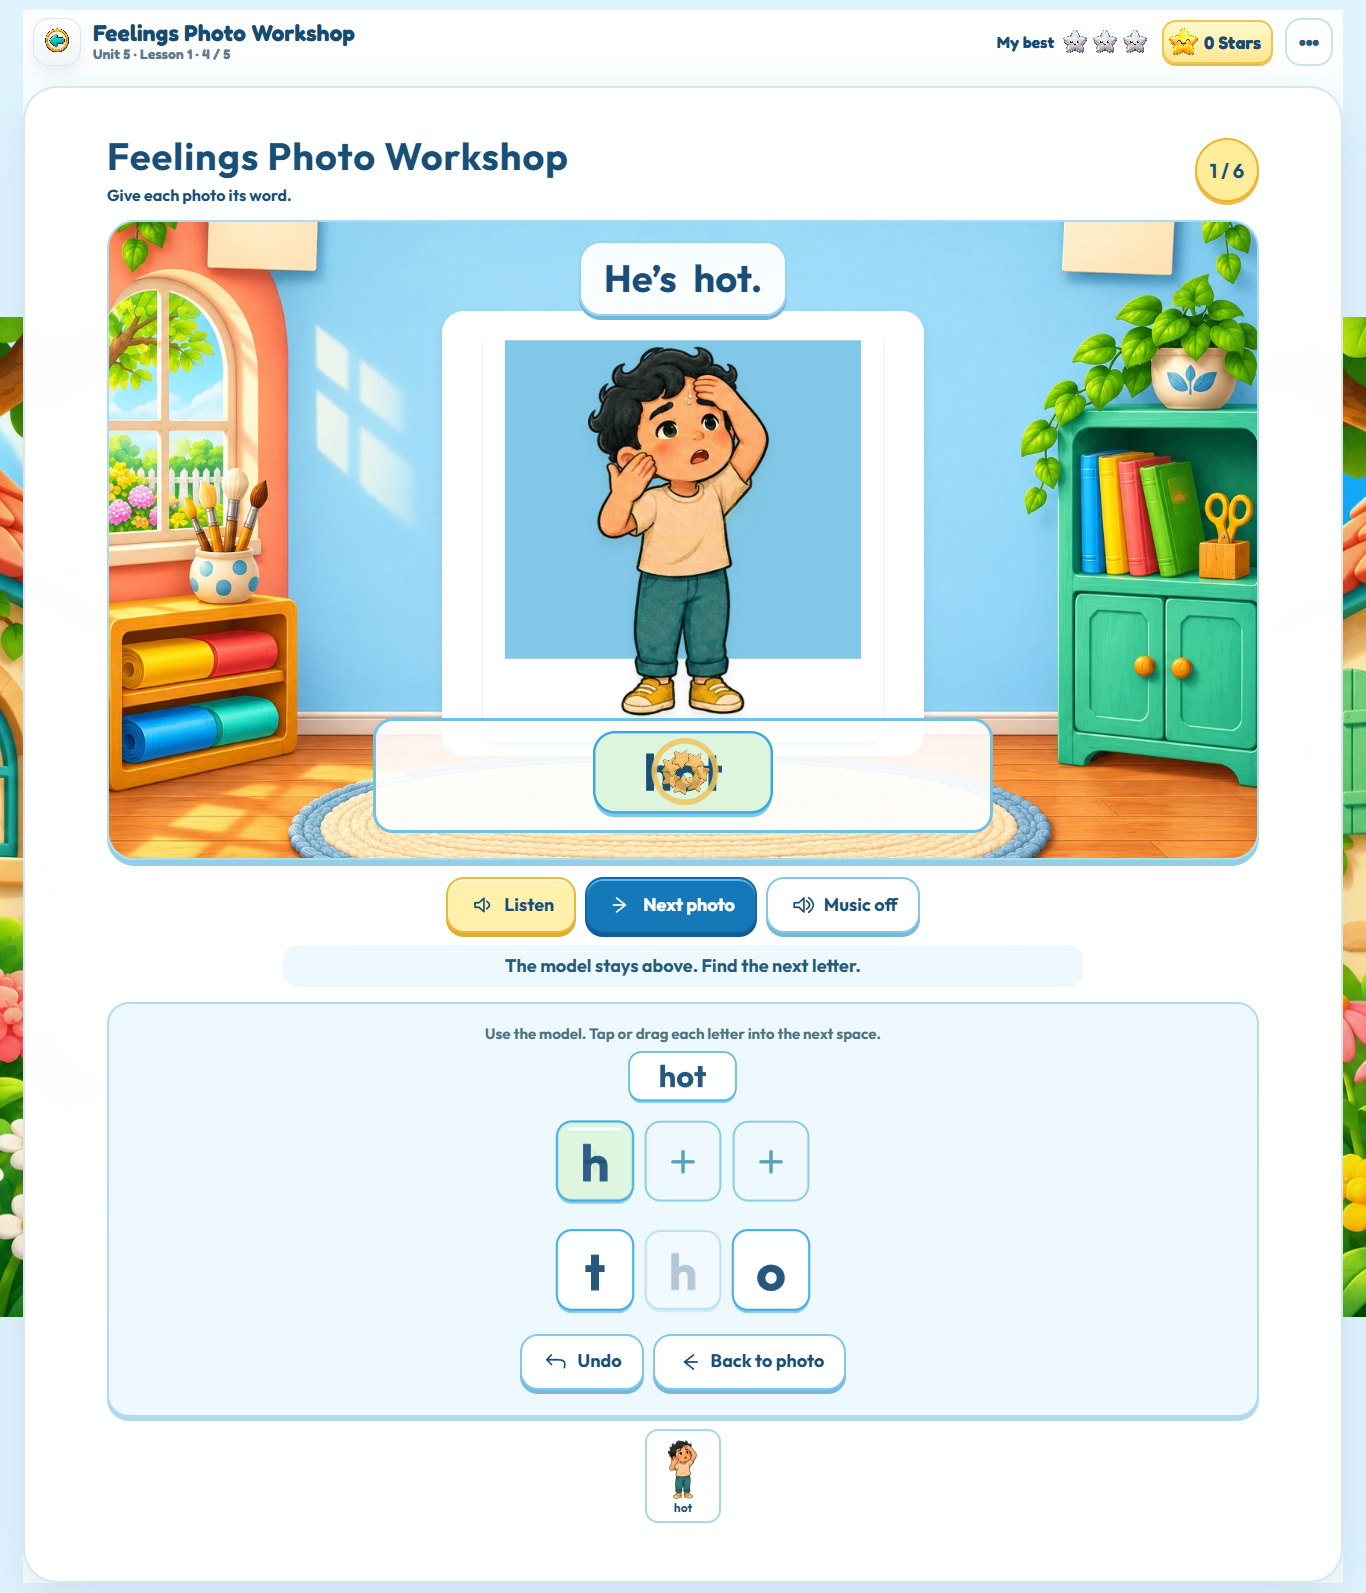 Feelings Photo Workshop
Unit 5 · Lesson 1 · 4 / 5
My best
0 Stars
Feelings Photo Workshop
Give each photo its word.
1 / 6
He's hot.
Listen
Next photo
Music off
The model stays above. Find the next letter.
Use the model. Tap or drag each letter into the next space.
hot
h + +
t h o
Undo
Back to photo
hot